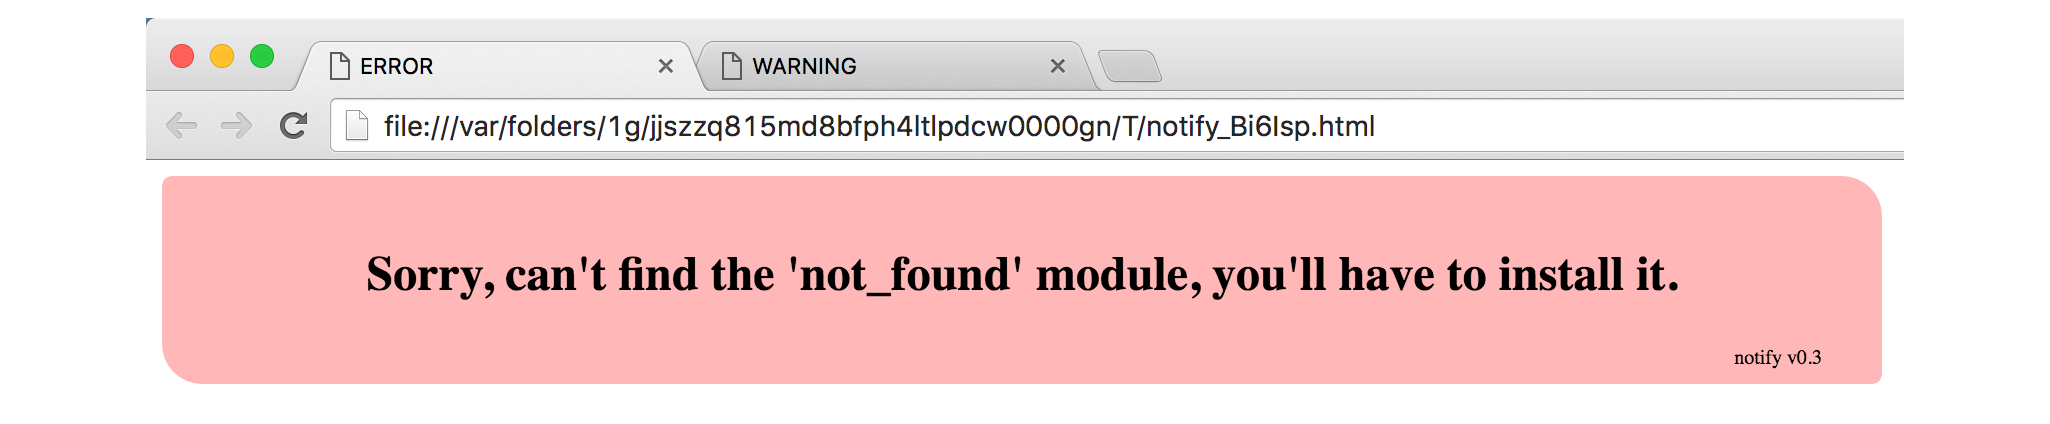 ERROR
WARNING
file:///var/folders/1g/jjszzq815md8bfph4ltlpdcw0000gn/T/notify_Bi6Isp.html
Sorry, can't find the 'not_found' module, you'll have to install it.
notify v0.3